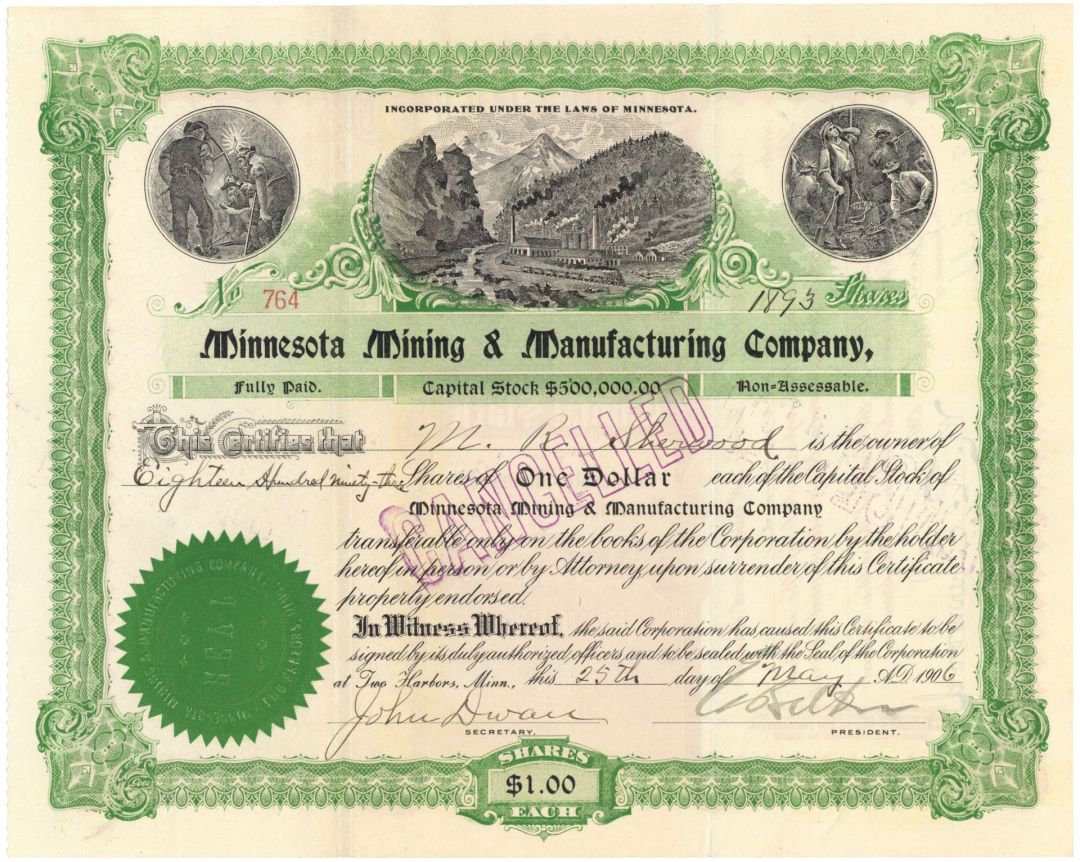 INCORPORATED UNDER THE LAWS OF MINNESOTA.
No 764
1893 Shares
Minnesota Mining & Manufacturing Company,
Fully Paid. Capital Stock $500,000.00 Non=Assessable.
This Certifies that M. R. Sherwood is the owner of
Eighteen Hundred ninety-three Shares of One Dollar each of the Capital Stock of
Minnesota Mining & Manufacturing Company
transferable only on the books of the Corporation by the holder
hereof in person or by Attorney upon surrender of this Certificate
properly endorsed.
CANCELLED
In Witness Whereof, the said Corporation has caused this Certificate to be
signed by its duly authorized officers and to be sealed with the Seal of the Corporation
at Two Harbors, Minn., this 25th day of May A.D. 1906
John Dwan
SECRETARY. PRESIDENT.
SEAL
SHARES
$1.00
EACH